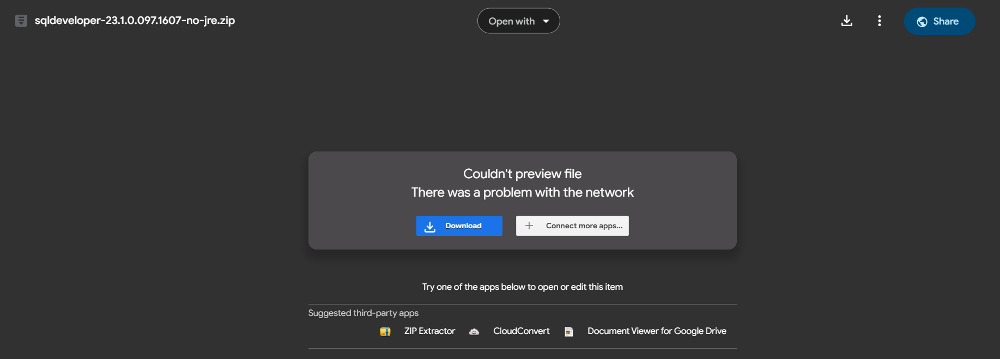 sqldeveloper-23.1.0.097.1607-no-jre.zip
Open with
Share
Couldn't preview file
There was a problem with the network
Download
Connect more apps...
Try one of the apps below to open or edit this item
Suggested third-party apps
ZIP Extractor
CloudConvert
Document Viewer for Google Drive